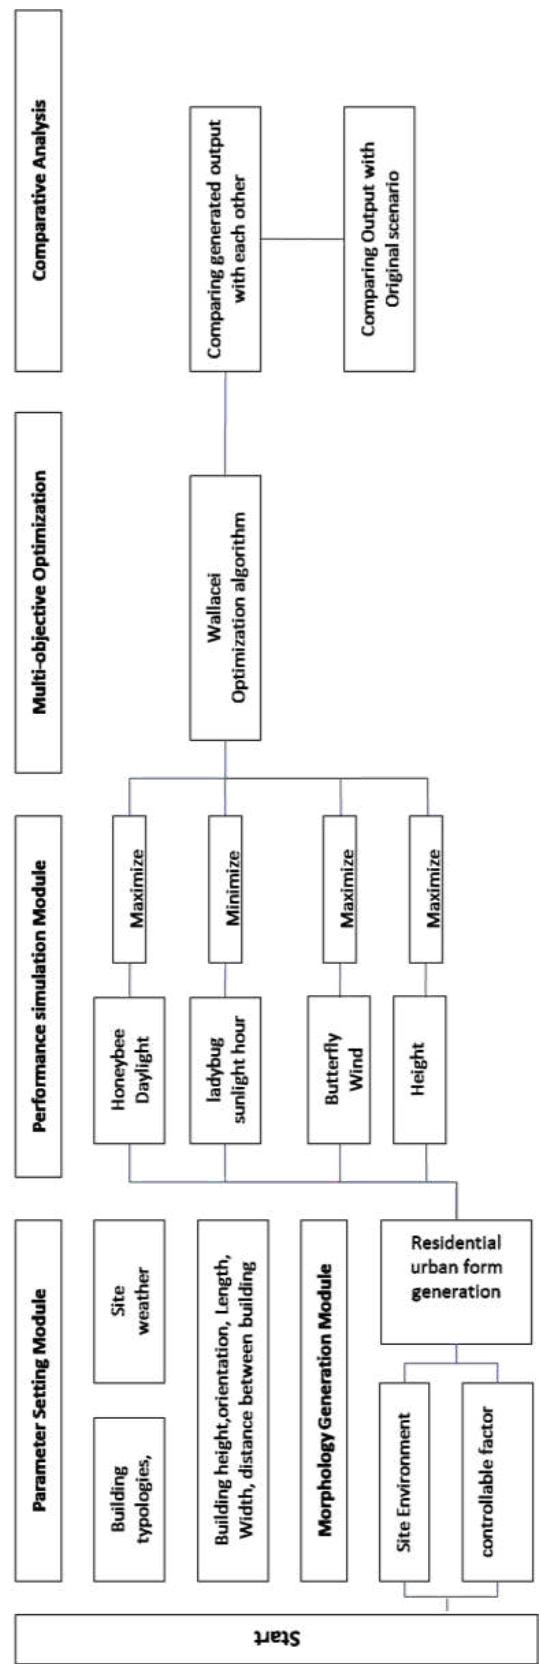 Start
Parameter Setting Module
Building
typologies,
Site
weather
Building height,orientation, Length,
Width, distance between building
Morphology Generation Module
Site Environment
controllable factor
Residential
urban form
generation
Performance simulation Module
Honeybee
Daylight
Maximize
ladybug
sunlight hour
Minimize
Butterfly
Wind
Maximize
Height
Maximize
Multi-objective Optimization
Wallacei
Optimization algorithm
Comparative Analysis
Comparing generated output
with each other
Comparing Output with
Original scenario